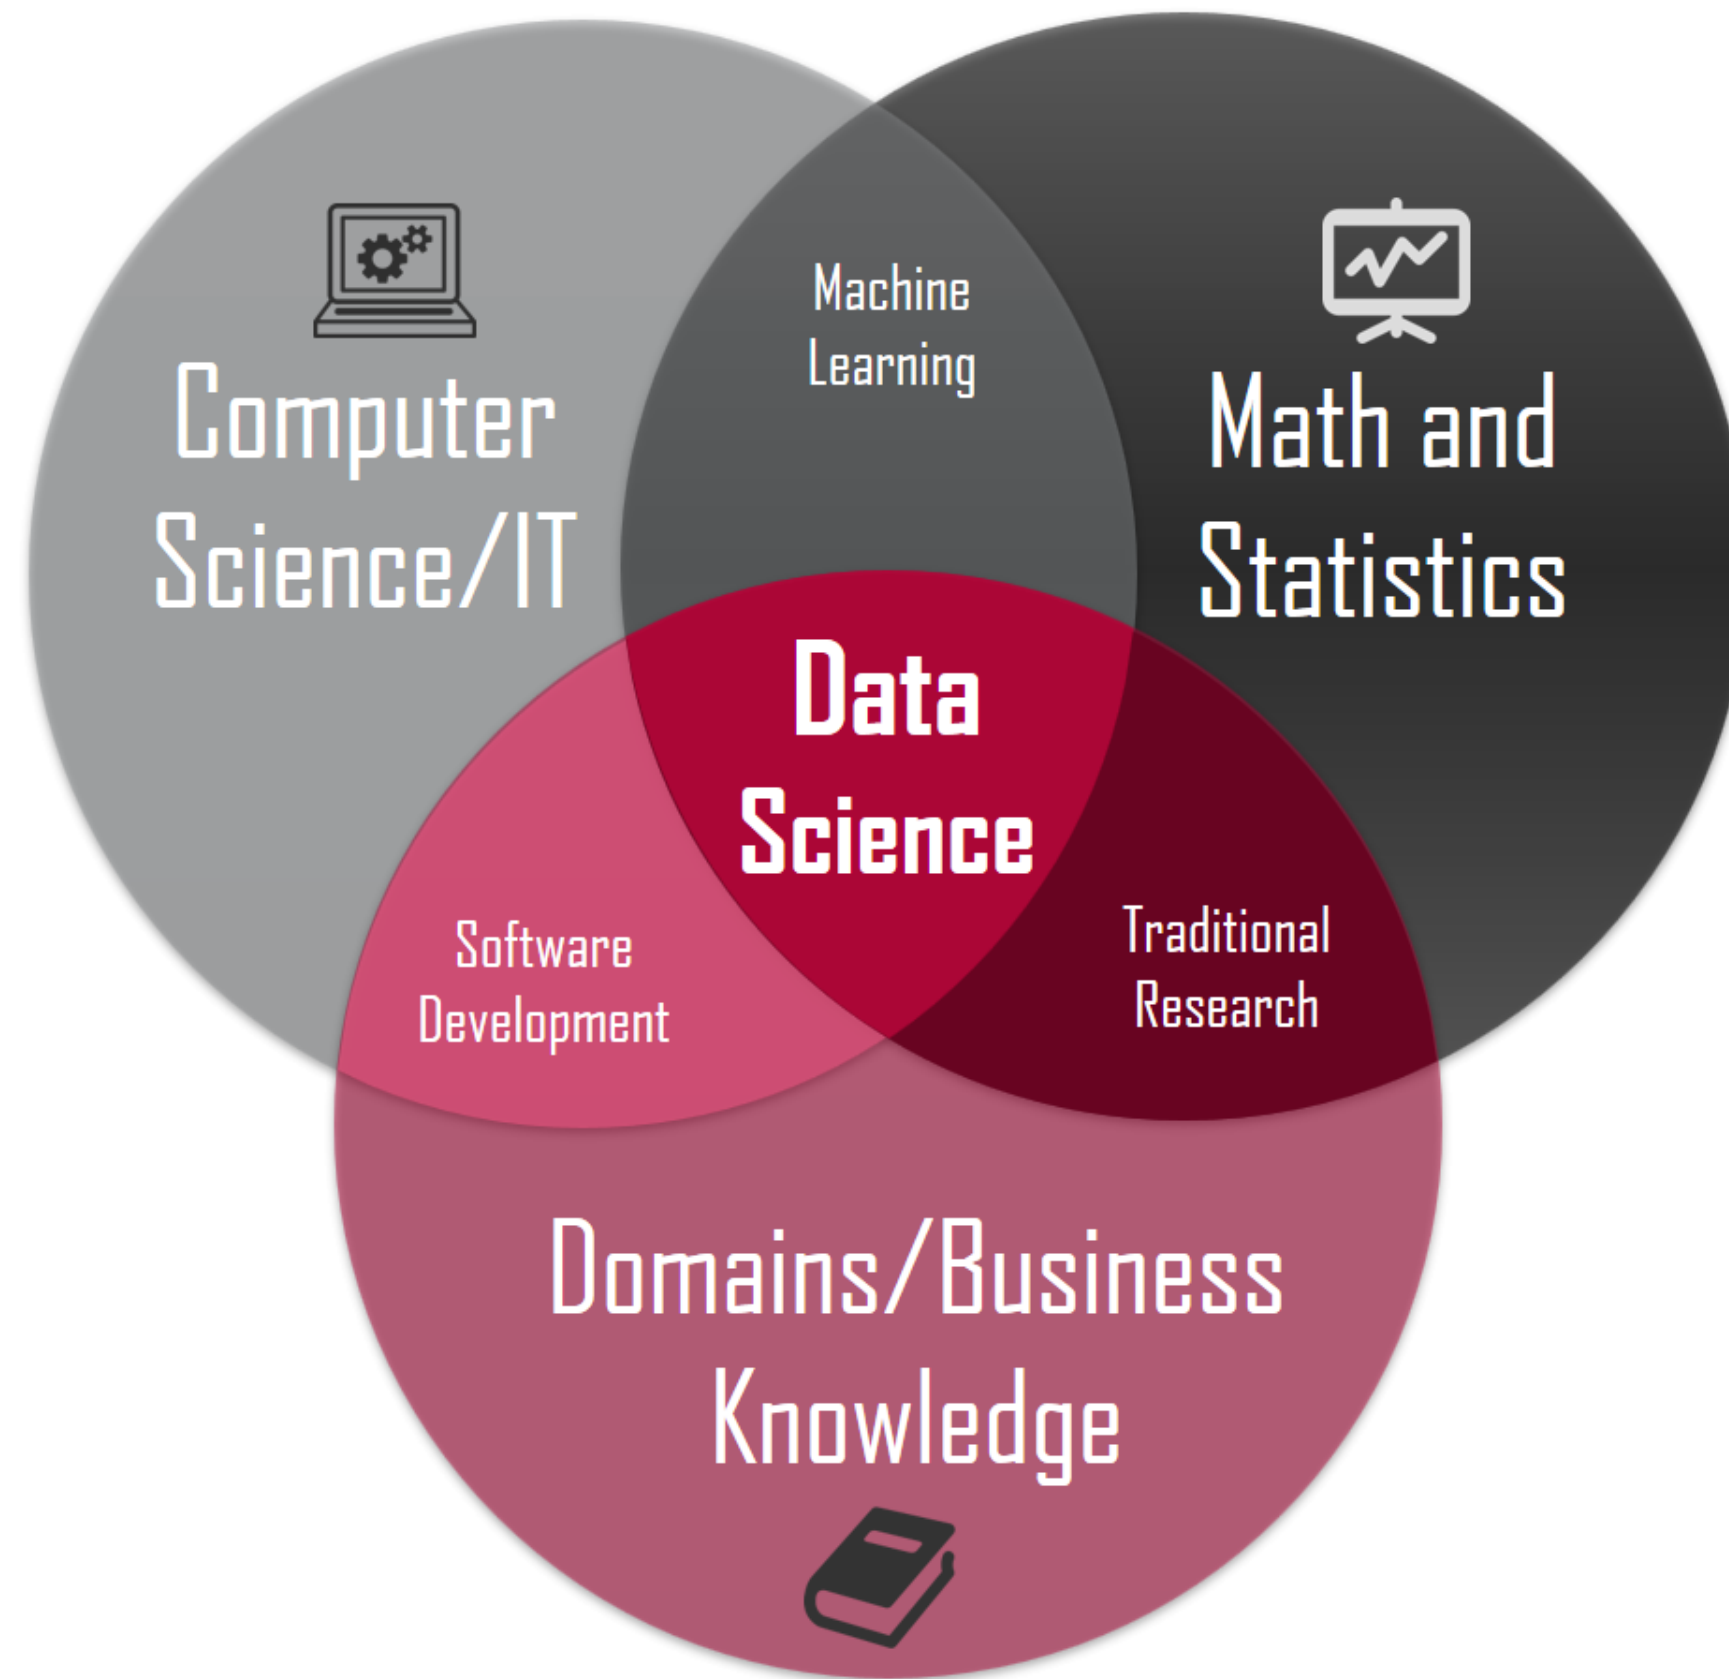 Computer
Science/IT
Machine
Learning
Math and
Statistics
Data
Science
Software
Development
Traditional
Research
Domains/Business
Knowledge